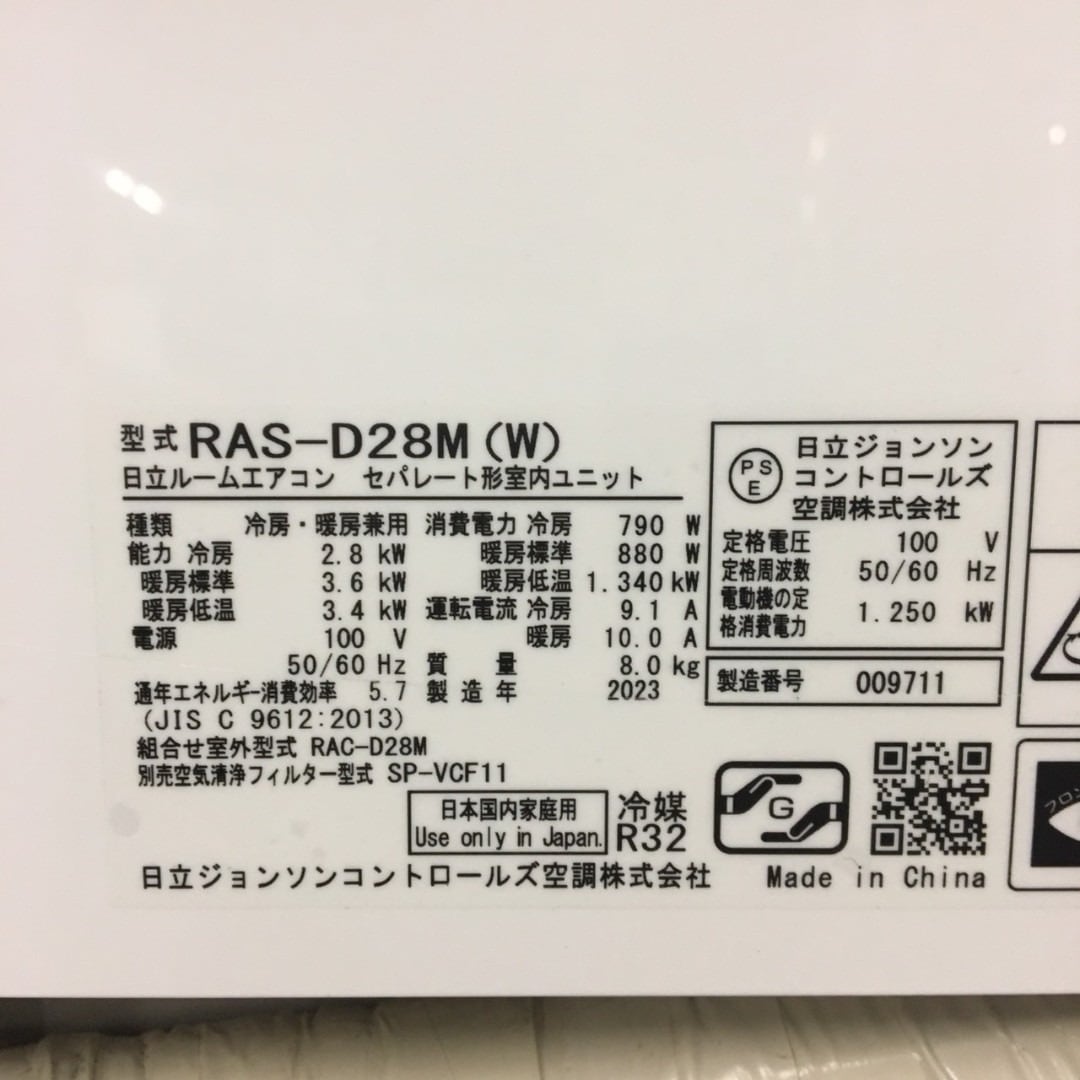 型式 RAS-D28M(W)
日立ルームエアコン セパレート形室内ユニット
種類 冷房・暖房兼用
能力 冷房 2.8 kW
暖房標準 3.6 kW
暖房低温 3.4 kW
電源 100 V
50/60 Hz
通年エネルギー消費効率 5.7
(JIS C 9612:2013)
組合せ室外型式 RAC-D28M
別売空気清浄フィルター型式 SP-VCF11
消費電力 冷房 790 W
暖房標準 880 W
暖房低温 1.340 kW
運転電流 冷房 9.1 A
暖房 10.0 A
質量 8.0 kg
製造年 2023
日本国内家庭用
Use only in Japan.
冷媒
R32
日立ジョンソンコントロールズ空調株式会社
PS
E
日立ジョンソン
コントロールズ
空調株式会社
定格電圧 100 V
定格周波数 50/60 Hz
電動機の定
格消費電力 1.250 kW
製造番号 009711
G
Made in China
フロン